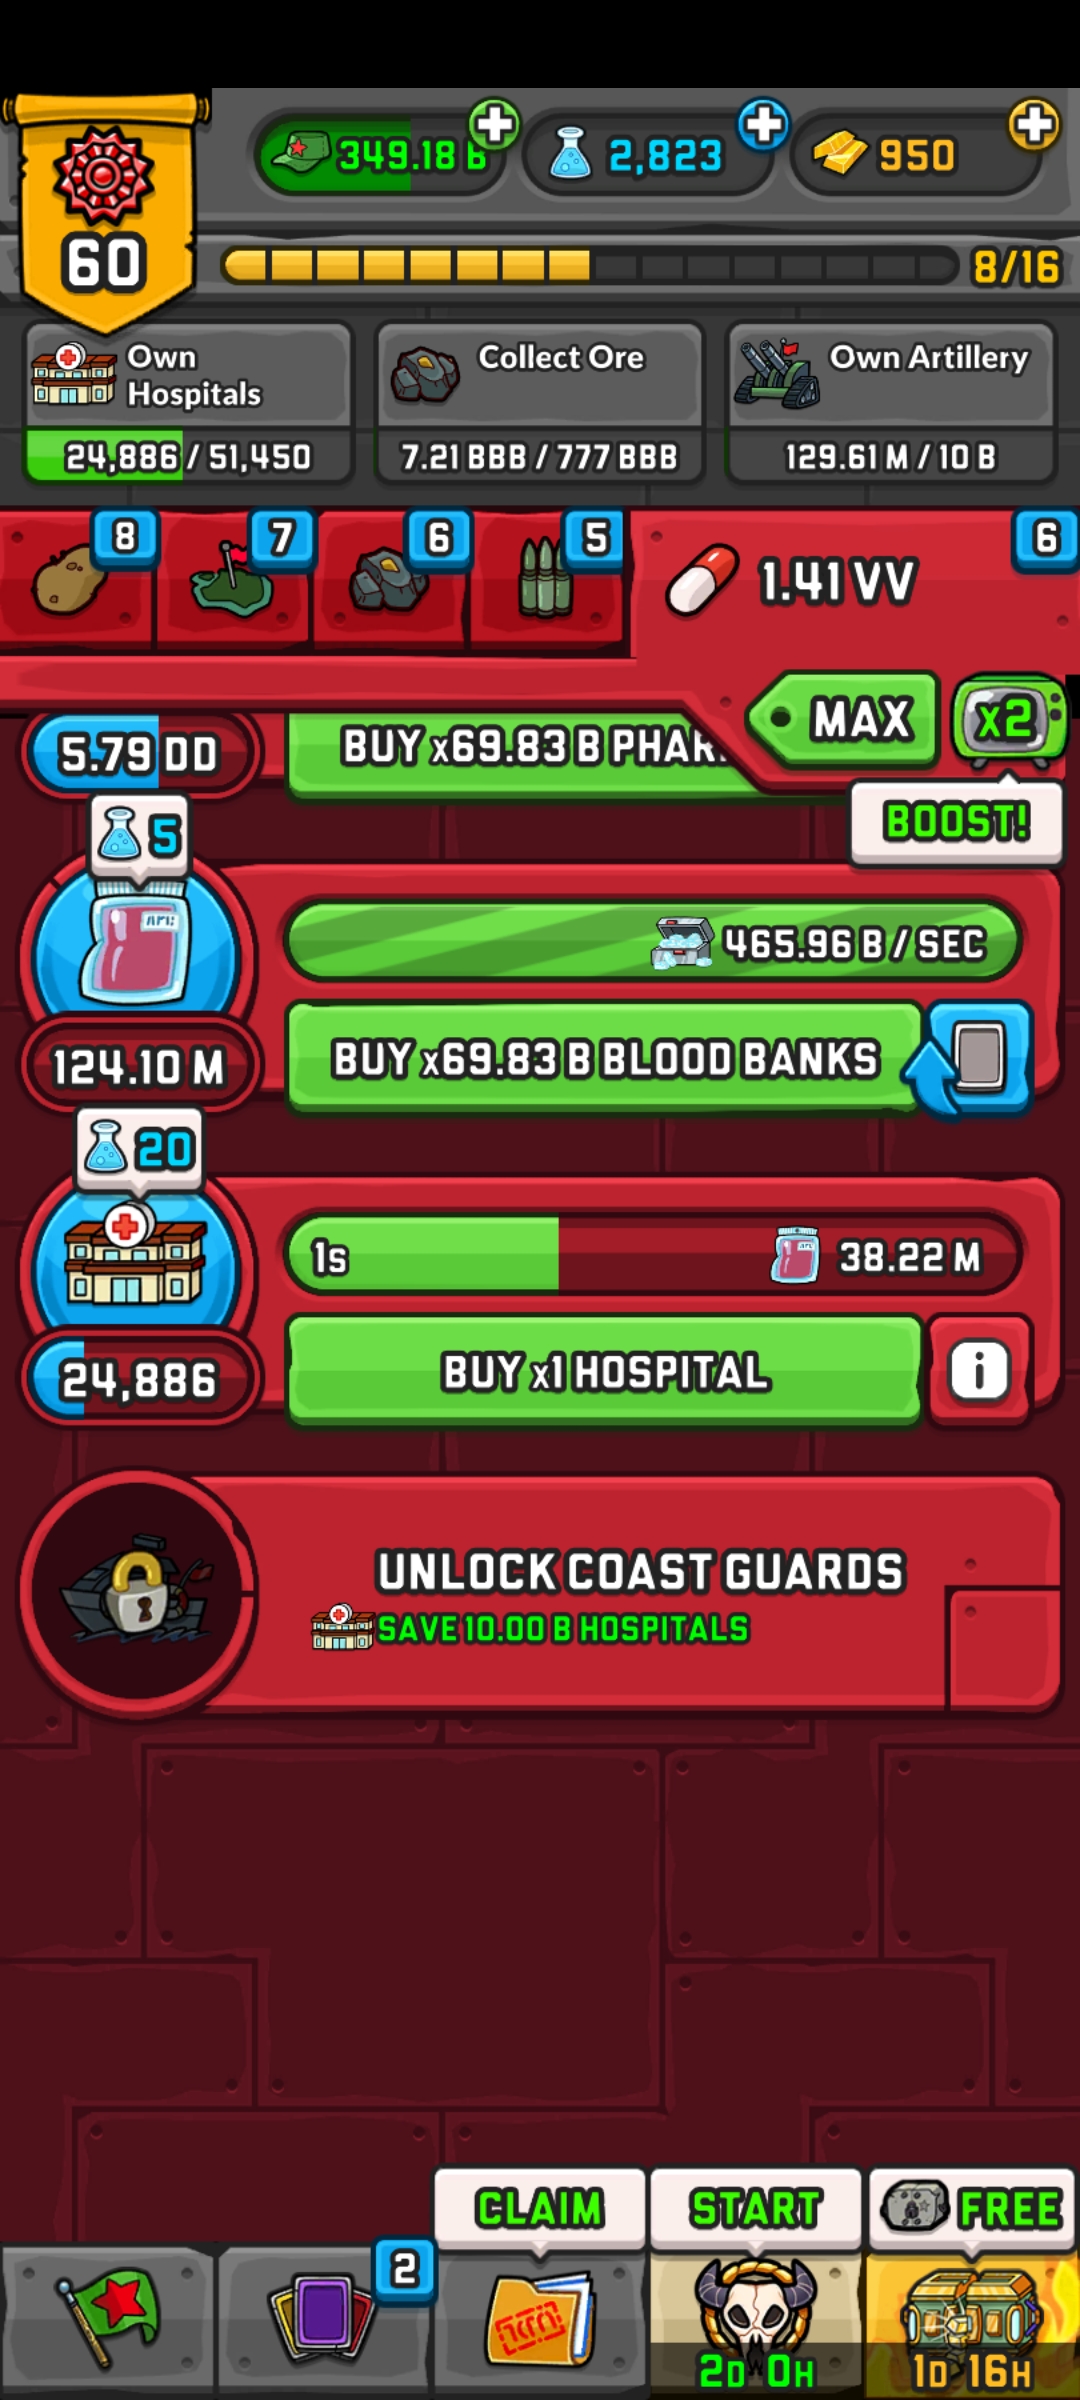 349.18 B
2,823
950
60
8/16
Own Hospitals
24,886 / 51,450
Collect Ore
7.21 BBB / 777 BBB
Own Artillery
129.61 M / 10 B
8
7
6
5
6
1.41 VV
MAX
x2
BOOST!
5.79 DD
BUY x69.83 B PHAR
5
465.96 B / SEC
124.10 M
BUY x69.83 B BLOOD BANKS
20
1s
38.22 M
24,886
BUY x1 HOSPITAL
i
UNLOCK COAST GUARDS
SAVE 10.00 B HOSPITALS
CLAIM
START
FREE
2
2D 0H
1D 16H